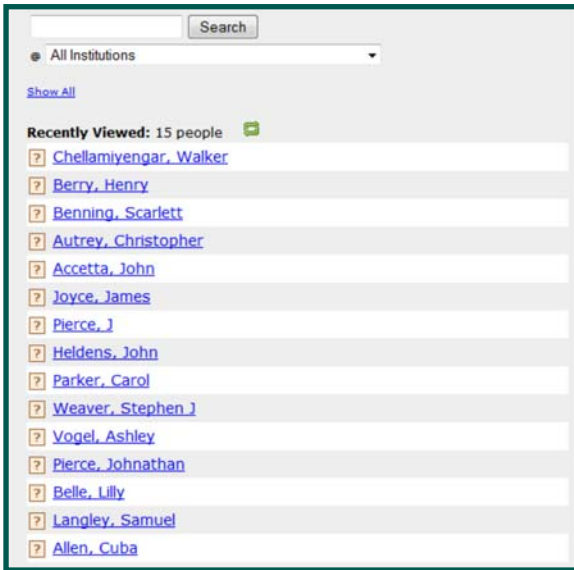 Search
@ All Institutions
Show All
Recently Viewed: 15 people
? Chellamiyengar, Walker
? Berry, Henry
? Benning, Scarlett
? Autrey, Christopher
? Accetta, John
? Joyce, James
? Pierce, J
? Heldens, John
? Parker, Carol
? Weaver, Stephen J
? Vogel, Ashley
? Pierce, Johnathan
? Belle, Lilly
? Langley, Samuel
? Allen, Cuba